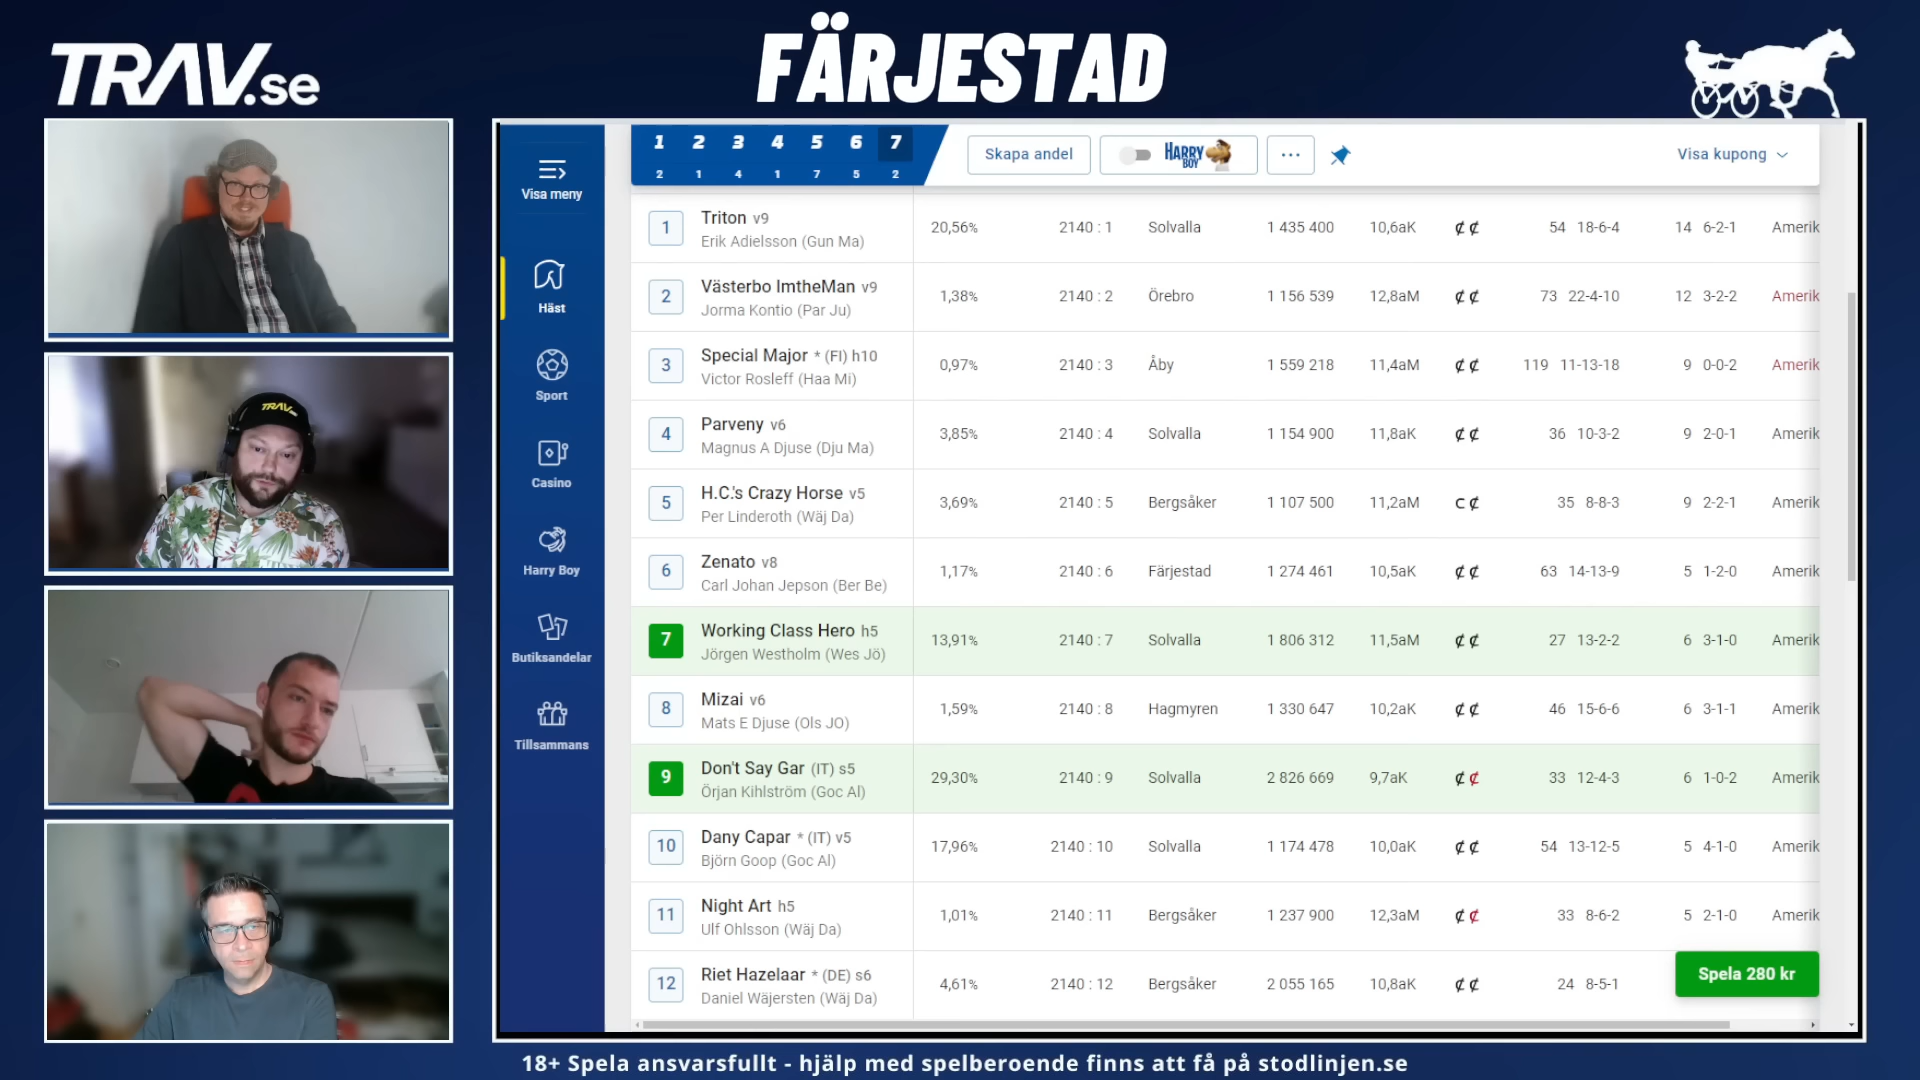 TRAV.se
FÄRJESTAD
Visa meny
Häst
Sport
Casino
Harry Boy
Butiksandelar
Tillsammans
1 2 3 4 5 6 7
2 1 4 1 7 5 2
Skapa andel
HARRY BOY
...
Visa kupong
1 Triton v9 20,56% 2140 : 1 Solvalla 1 435 400 10,6aK ₵ ₵ 54 18-6-4 14 6-2-1 Amerik
Erik Adielsson (Gun Ma)
2 Västerbo ImtheMan v9 1,38% 2140 : 2 Örebro 1 156 539 12,8aM ₵ ₵ 73 22-4-10 12 3-2-2 Amerik
Jorma Kontio (Par Ju)
3 Special Major * (FI) h10 0,97% 2140 : 3 Åby 1 559 218 11,4aM ₵ ₵ 119 11-13-18 9 0-0-2 Amerik
Victor Rosleff (Haa Mi)
4 Parveny v6 3,85% 2140 : 4 Solvalla 1 154 900 11,8aK ₵ ₵ 36 10-3-2 9 2-0-1 Amerik
Magnus A Djuse (Dju Ma)
5 H.C.'s Crazy Horse v5 3,69% 2140 : 5 Bergsåker 1 107 500 11,2aM C ₵ 35 8-8-3 9 2-2-1 Amerik
Per Linderoth (Wäj Da)
6 Zenato v8 1,17% 2140 : 6 Färjestad 1 274 461 10,5aK ₵ ₵ 63 14-13-9 5 1-2-0 Amerik
Carl Johan Jepson (Ber Be)
7 Working Class Hero h5 13,91% 2140 : 7 Solvalla 1 806 312 11,5aM ₵ ₵ 27 13-2-2 6 3-1-0 Amerik
Jörgen Westholm (Wes Jö)
8 Mizai v6 1,59% 2140 : 8 Hagmyren 1 330 647 10,2aK ₵ ₵ 46 15-6-6 6 3-1-1 Amerik
Mats E Djuse (Ols JO)
9 Don't Say Gar (IT) s5 29,30% 2140 : 9 Solvalla 2 826 669 9,7aK ₵ ₵ 33 12-4-3 6 1-0-2 Amerik
Örjan Kihlström (Goc Al)
10 Dany Capar * (IT) v5 17,96% 2140 : 10 Solvalla 1 174 478 10,0aK ₵ ₵ 54 13-12-5 5 4-1-0 Amerik
Björn Goop (Goc Al)
11 Night Art h5 1,01% 2140 : 11 Bergsåker 1 237 900 12,3aM ₵ ₵ 33 8-6-2 5 2-1-0 Amerik
Ulf Ohlsson (Wäj Da)
12 Riet Hazelaar * (DE) s6 4,61% 2140 : 12 Bergsåker 2 055 165 10,8aK ₵ ₵ 24 8-5-1
Daniel Wäjersten (Wäj Da)
Spela 280 kr
18+ Spela ansvarsfullt - hjälp med spelberoende finns att få på stodlinjen.se